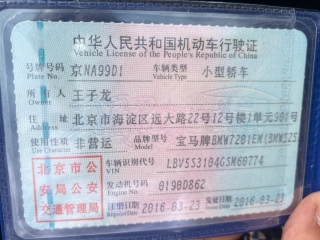 中华人民共和国机动车行驶证
Vehicle License of the People's Republic of China
号牌号码 京NA99D1 车辆类型 小型轿车
Plate No. Vehicle Type
所有人 王子龙
Owner
住址 北京市海淀区远大路22号12号楼1单元901号
Address
使用性质 非营运 品牌型号 宝马牌BMW7201EM(BMW525
Use Character Model
北京市公安局公安交通管理局
车辆识别代号 LBV5S3104GSM60774
VIN
发动机号码 0190D862
Engine No.
注册日期 2016-03-23 发证日期 2016-03-23
Register Date Issue Date